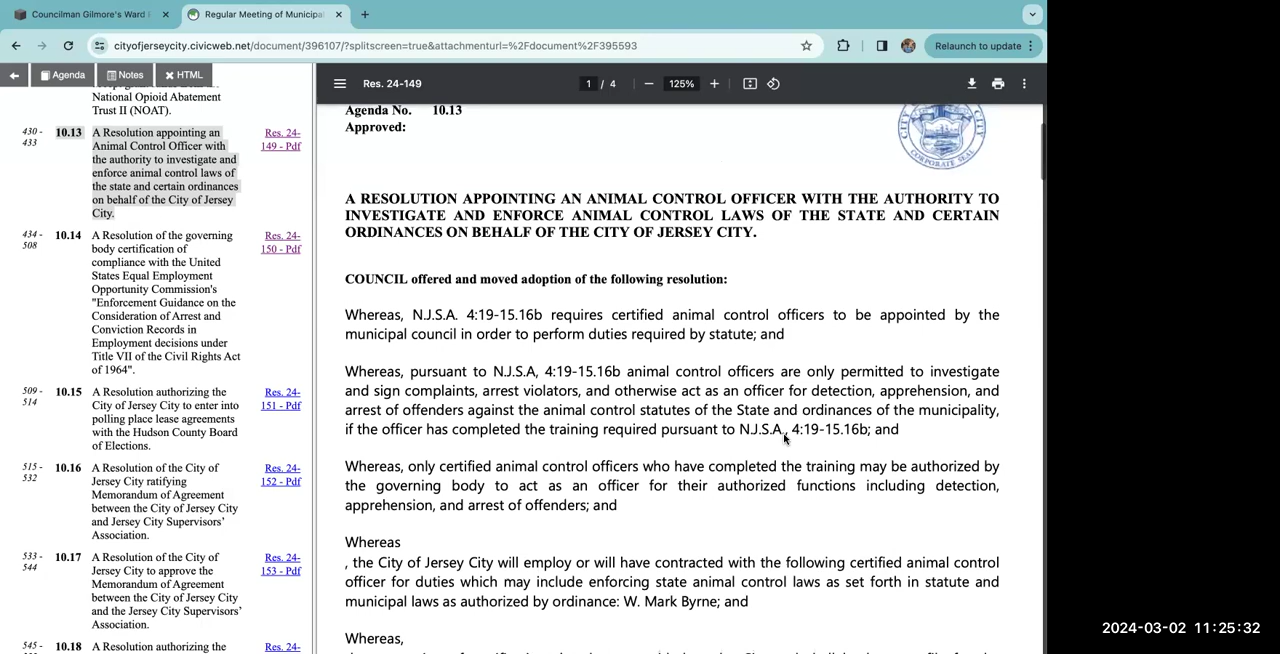 Councilman Gilmore's Ward
Regular Meeting of Municipal
cityofjerseycity.civicweb.net/document/396107/?splitscreen=true&attachmenturl=%2Fdocument%2F395593
Relaunch to update
Agenda
Notes
HTML
Res. 24-149
1 / 4
125%
National Opioid Abatement
Trust II (NOAT).
430 -
433
10.13
A Resolution appointing an
Animal Control Officer with
the authority to investigate and
enforce animal control laws of
the state and certain ordinances
on behalf of the City of Jersey
City.
Res. 24-
149 - Pdf
434 -
508
10.14
A Resolution of the governing
body certification of
compliance with the United
States Equal Employment
Opportunity Commission's
"Enforcement Guidance on the
Consideration of Arrest and
Conviction Records in
Employment decisions under
Title VII of the Civil Rights Act
of 1964".
Res. 24-
150 - Pdf
509 -
514
10.15
A Resolution authorizing the
City of Jersey City to enter into
polling place lease agreements
with the Hudson County Board
of Elections.
Res. 24-
151 - Pdf
515 -
532
10.16
A Resolution of the City of
Jersey City ratifying
Memorandum of Agreement
between the City of Jersey City
and Jersey City Supervisors'
Association.
Res. 24-
152 - Pdf
533 -
544
10.17
A Resolution of the City of
Jersey City to approve the
Memorandum of Agreement
between the City of Jersey City
and the Jersey City Supervisors'
Association.
Res. 24-
153 - Pdf
545 -
10.18
A Resolution authorizing the
Res. 24-
Agenda No. 10.13
Approved:
CITY
CORPORATE SEAL
A RESOLUTION APPOINTING AN ANIMAL CONTROL OFFICER WITH THE AUTHORITY TO
INVESTIGATE AND ENFORCE ANIMAL CONTROL LAWS OF THE STATE AND CERTAIN
ORDINANCES ON BEHALF OF THE CITY OF JERSEY CITY.
COUNCIL offered and moved adoption of the following resolution:
Whereas, N.J.S.A. 4:19-15.16b requires certified animal control officers to be appointed by the
municipal council in order to perform duties required by statute; and
Whereas, pursuant to N.J.S.A, 4:19-15.16b animal control officers are only permitted to investigate
and sign complaints, arrest violators, and otherwise act as an officer for detection, apprehension, and
arrest of offenders against the animal control statutes of the State and ordinances of the municipality,
if the officer has completed the training required pursuant to N.J.S.A., 4:19-15.16b; and
Whereas, only certified animal control officers who have completed the training may be authorized by
the governing body to act as an officer for their authorized functions including detection,
apprehension, and arrest of offenders; and
Whereas
, the City of Jersey City will employ or will have contracted with the following certified animal control
officer for duties which may include enforcing state animal control laws as set forth in statute and
municipal laws as authorized by ordinance: W. Mark Byrne; and
Whereas,
2024-03-02 11:25:32